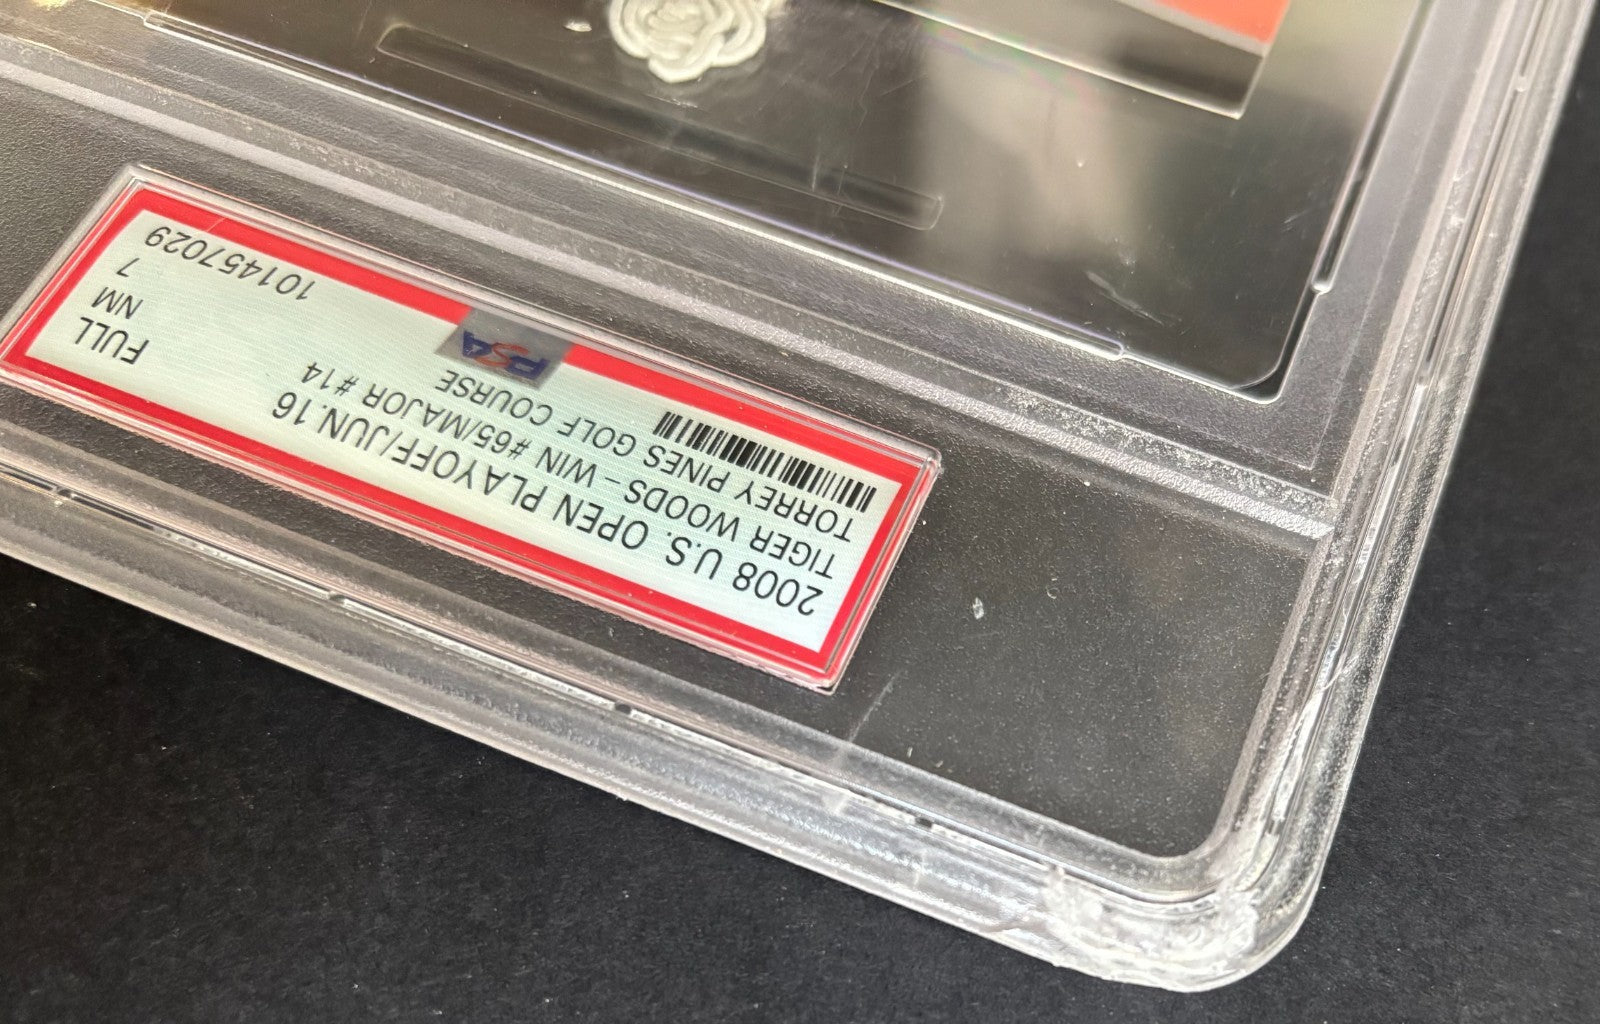 2008 U.S. OPEN PLAYOFF/JUN.16
FULL
TIGER WOODS - WIN #65/MAJOR #14
NM
TORREY PINES GOLF COURSE
7
PSA
101457029